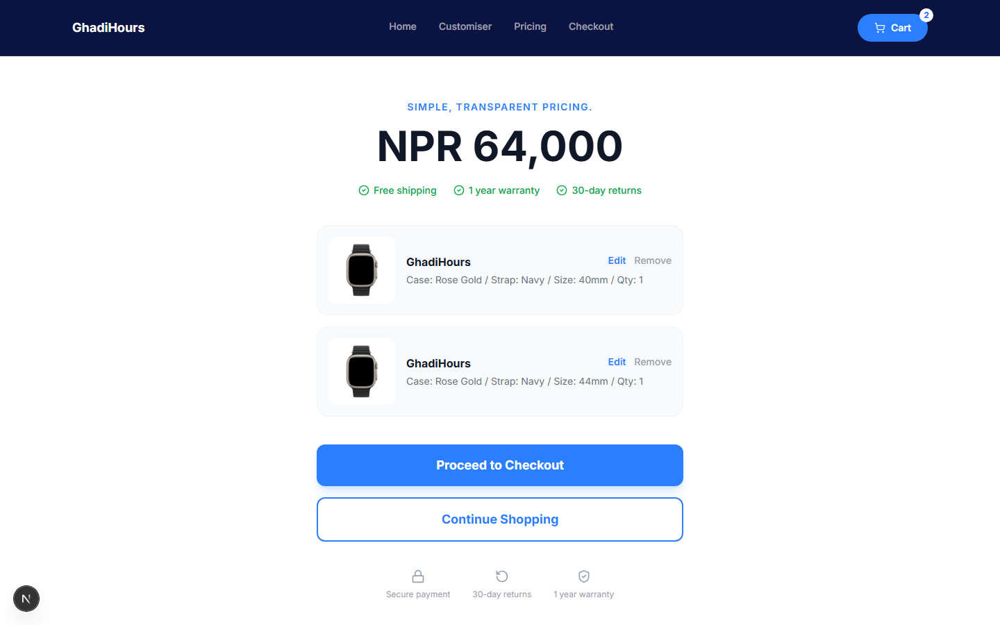 GhadiHours
Home Customiser Pricing Checkout
Cart 2
SIMPLE, TRANSPARENT PRICING.
NPR 64,000
Free shipping 1 year warranty 30-day returns
GhadiHours Edit Remove
Case: Rose Gold / Strap: Navy / Size: 40mm / Qty: 1
GhadiHours Edit Remove
Case: Rose Gold / Strap: Navy / Size: 44mm / Qty: 1
Proceed to Checkout
Continue Shopping
Secure payment 30-day returns 1 year warranty
N